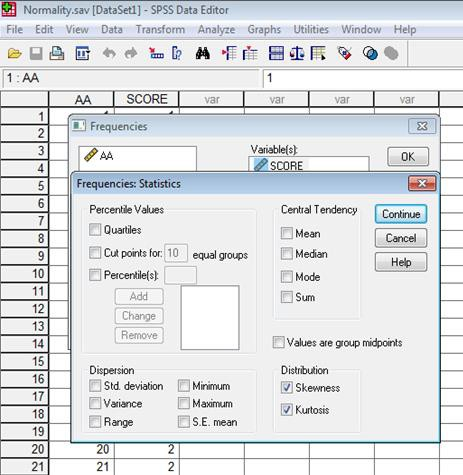 Normality.sav [DataSet1] - SPSS Data Editor
File Edit View Data Transform Analyze Graphs Utilities Window Help
1 : AA 1
AA SCORE var var var var
1
2
3
4
5
6
7
8
9
10
11
12
13
14
15
16
17
18
19
20 20 2
21 21 2
Frequencies
AA
Variable(s):
SCORE
OK
Frequencies: Statistics
Percentile Values
Quartiles
Cut points for: 10 equal groups
Percentile(s):
Add
Change
Remove
Central Tendency
Mean
Median
Mode
Sum
Continue
Cancel
Help
Values are group midpoints
Dispersion
Std. deviation Minimum
Variance Maximum
Range S.E. mean
Distribution
Skewness
Kurtosis